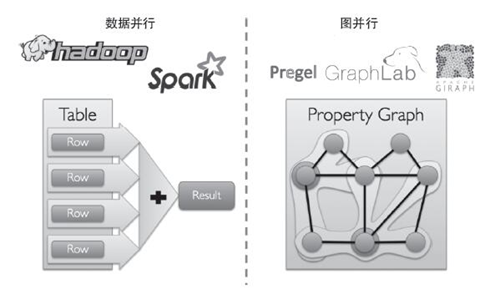 数据并行
hadoop
Spark
Table
Row
Row
Row
Row
Result
图并行
Pregel GraphLab
APACHE
GIRAPH
Property Graph